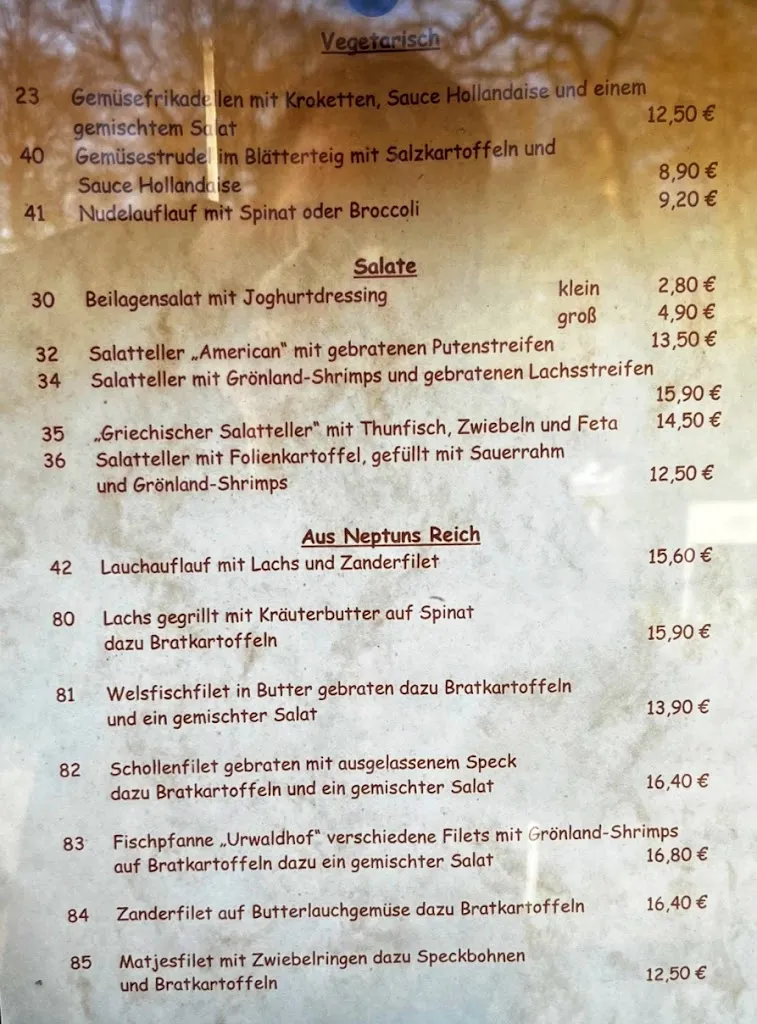 Vegetarisch
23 Gemüsefrikadellen mit Kroketten, Sauce Hollandaise und einem
gemischtem Salat 12,50 €
40 Gemüsestrudel im Blätterteig mit Salzkartoffeln und
Sauce Hollandaise 8,90 €
41 Nudelauflauf mit Spinat oder Broccoli 9,20 €
Salate
30 Beilagensalat mit Joghurtdressing klein 2,80 €
groß 4,90 €
32 Salatteller „American“ mit gebratenen Putenstreifen 13,50 €
34 Salatteller mit Grönland-Shrimps und gebratenen Lachsstreifen
15,90 €
35 „Griechischer Salatteller“ mit Thunfisch, Zwiebeln und Feta 14,50 €
36 Salatteller mit Folienkartoffel, gefüllt mit Sauerrahm
und Grönland-Shrimps 12,50 €
Aus Neptuns Reich
42 Lauchauflauf mit Lachs und Zanderfilet 15,60 €
80 Lachs gegrillt mit Kräuterbutter auf Spinat
dazu Bratkartoffeln 15,90 €
81 Welsfischfilet in Butter gebraten dazu Bratkartoffeln
und ein gemischter Salat 13,90 €
82 Schollenfilet gebraten mit ausgelassenem Speck
dazu Bratkartoffeln und ein gemischter Salat 16,40 €
83 Fischpfanne „Urwaldhof“ verschiedene Filets mit Grönland-Shrimps
auf Bratkartoffeln dazu ein gemischter Salat 16,80 €
84 Zanderfilet auf Butterlauchgemüse dazu Bratkartoffeln 16,40 €
85 Matjesfilet mit Zwiebelringen dazu Speckbohnen
und Bratkartoffeln 12,50 €